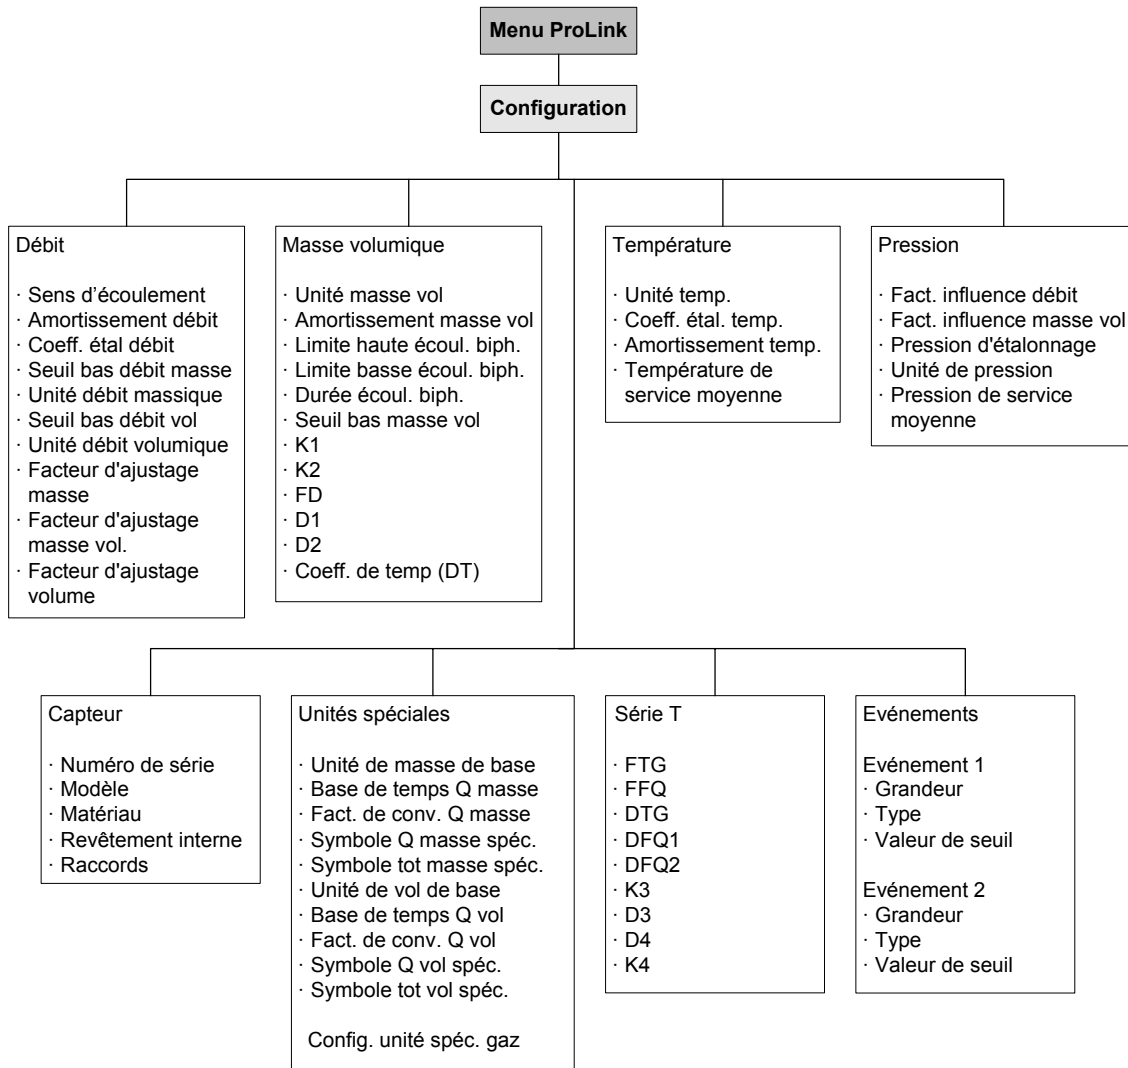 Menu ProLink
Configuration
Débit
· Sens d'écoulement
· Amortissement débit
· Coeff. étal débit
· Seuil bas débit masse
· Unité débit massique
· Seuil bas débit vol
· Unité débit volumique
· Facteur d'ajustage
masse
· Facteur d'ajustage
masse vol.
· Facteur d'ajustage
volume
Masse volumique
· Unité masse vol
· Amortissement masse vol
· Limite haute écoul. biph.
· Limite basse écoul. biph.
· Durée écoul. biph.
· Seuil bas masse vol
· K1
· K2
· FD
· D1
· D2
· Coeff. de temp (DT)
Température
· Unité temp.
· Coeff. étal. temp.
· Amortissement temp.
· Température de
service moyenne
Pression
· Fact. influence débit
· Fact. influence masse vol
· Pression d'étalonnage
· Unité de pression
· Pression de service
moyenne
Capteur
· Numéro de série
· Modèle
· Matériau
· Revêtement interne
· Raccords
Unités spéciales
· Unité de masse de base
· Base de temps Q masse
· Fact. de conv. Q masse
· Symbole Q masse spéc.
· Symbole tot masse spéc.
· Unité de vol de base
· Base de temps Q vol
· Fact. de conv. Q vol
· Symbole Q vol spéc.
· Symbole tot vol spéc.
Config. unité spéc. gaz
Série T
· FTG
· FFQ
· DTG
· DFQ1
· DFQ2
· K3
· D3
· D4
· K4
Evénements
Evénement 1
· Grandeur
· Type
· Valeur de seuil
Evénement 2
· Grandeur
· Type
· Valeur de seuil